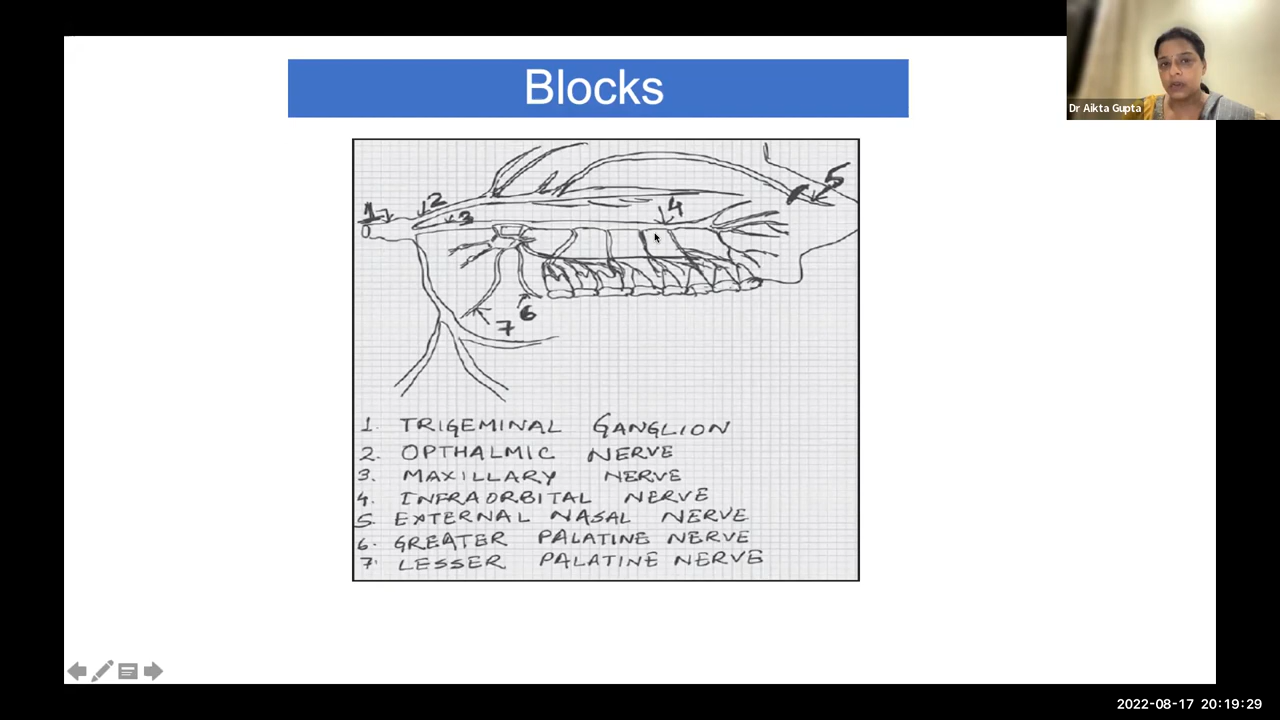 Blocks
Dr Aikta Gupta
1
2
3
4
5
6
7
1. TRIGEMINAL GANGLION
2. OPTHALMIC NERVE
3. MAXILLARY NERVE
4. INFRAORBITAL NERVE
5. EXTERNAL NASAL NERVE
6. GREATER PALATINE NERVE
7. LESSER PALATINE NERVE
2022-08-17 20:19:29